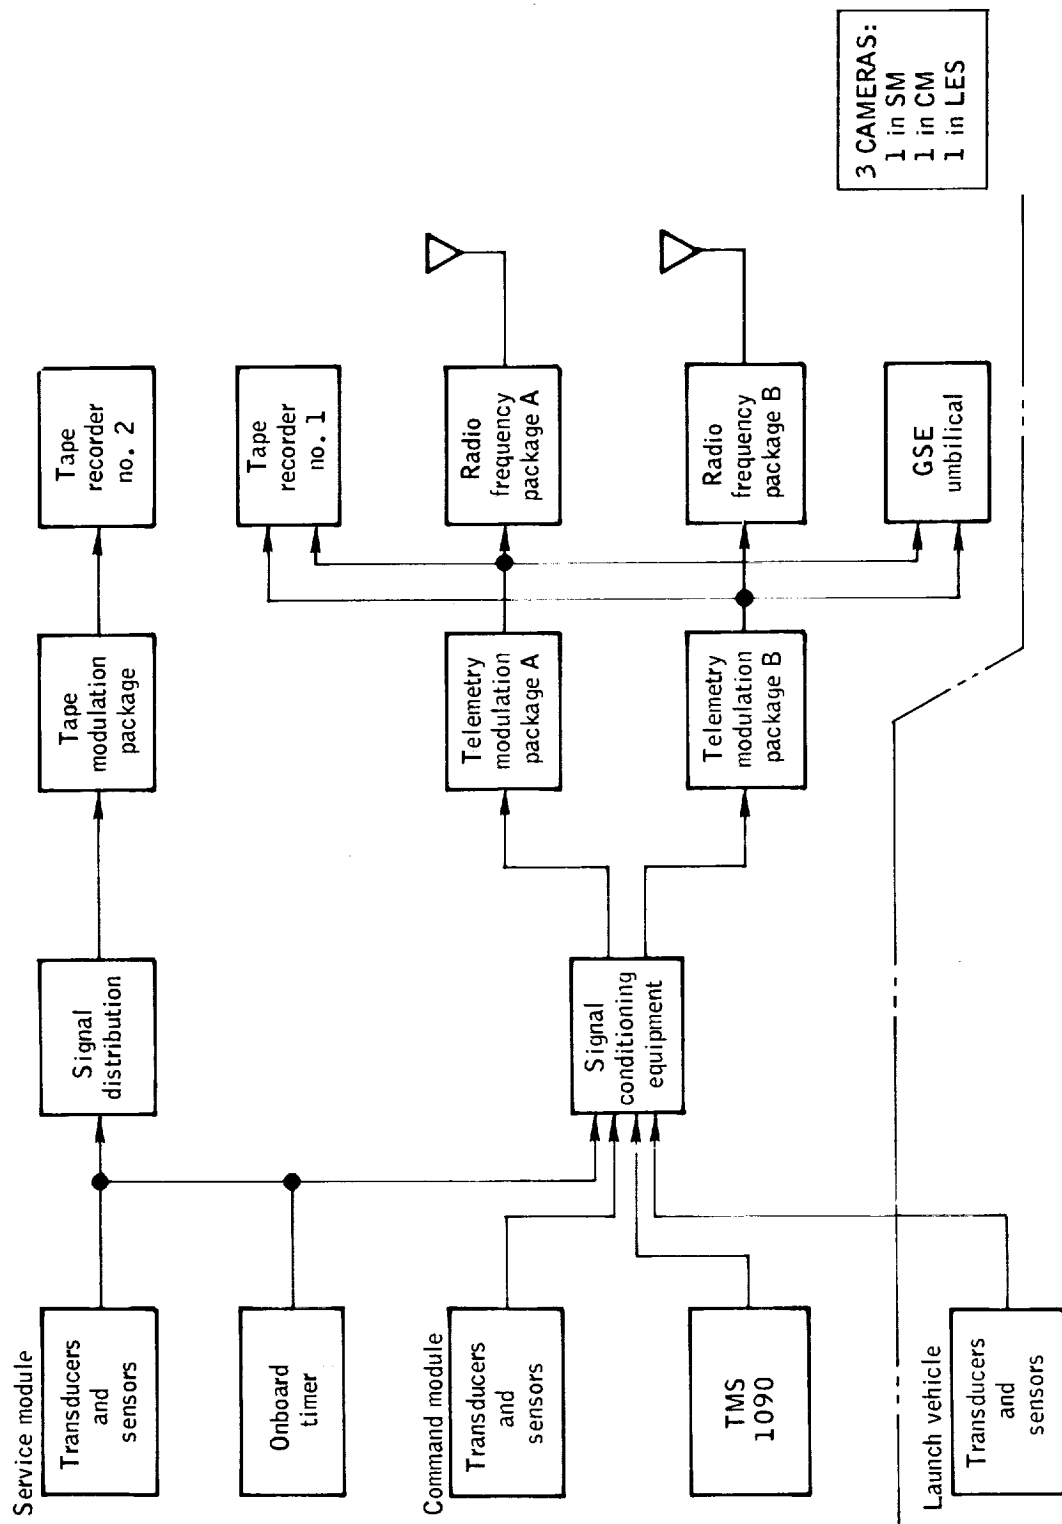 Service module
Transducers
and
sensors
Onboard
timer
Command module
Transducers
and
sensors
TMS
1090
Launch vehicle
Transducers
and
sensors
Signal
distribution
Signal
conditioning
equipment
Tape
modulation
package
Telemetry
modulation
package A
Telemetry
modulation
package B
Tape
recorder
no. 2
Tape
recorder
no. 1
Radio
frequency
package A
Radio
frequency
package B
GSE
umbilical
3 CAMERAS:
1 in SM
1 in CM
1 in LES